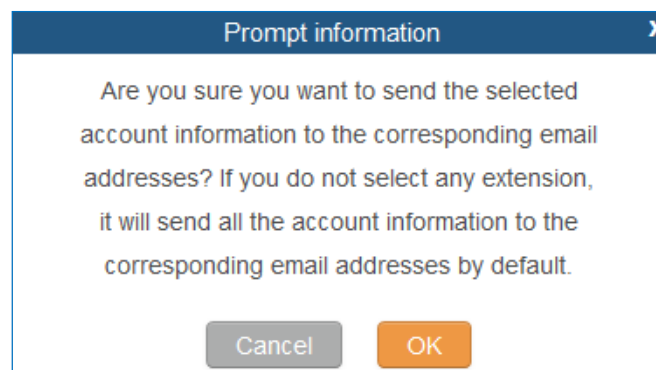 Prompt information
Are you sure you want to send the selected
account information to the corresponding email
addresses? If you do not select any extension,
it will send all the account information to the
corresponding email addresses by default.
Cancel OK